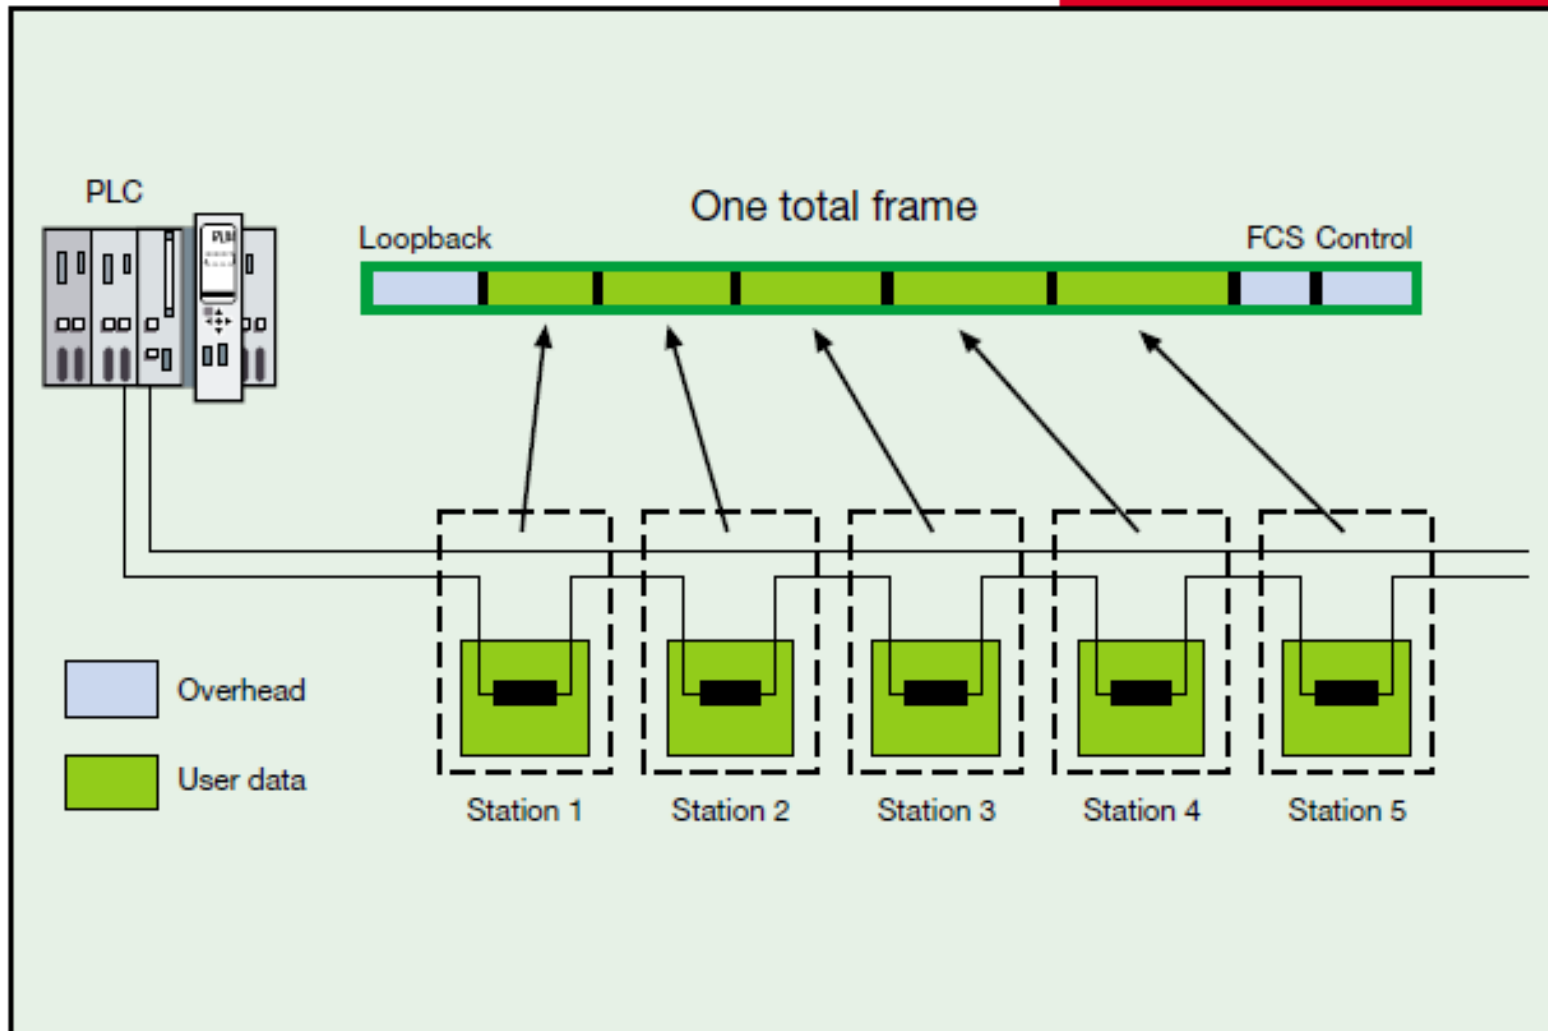 PLC
One total frame
Loopback
FCS Control
Overhead
User data
Station 1
Station 2
Station 3
Station 4
Station 5